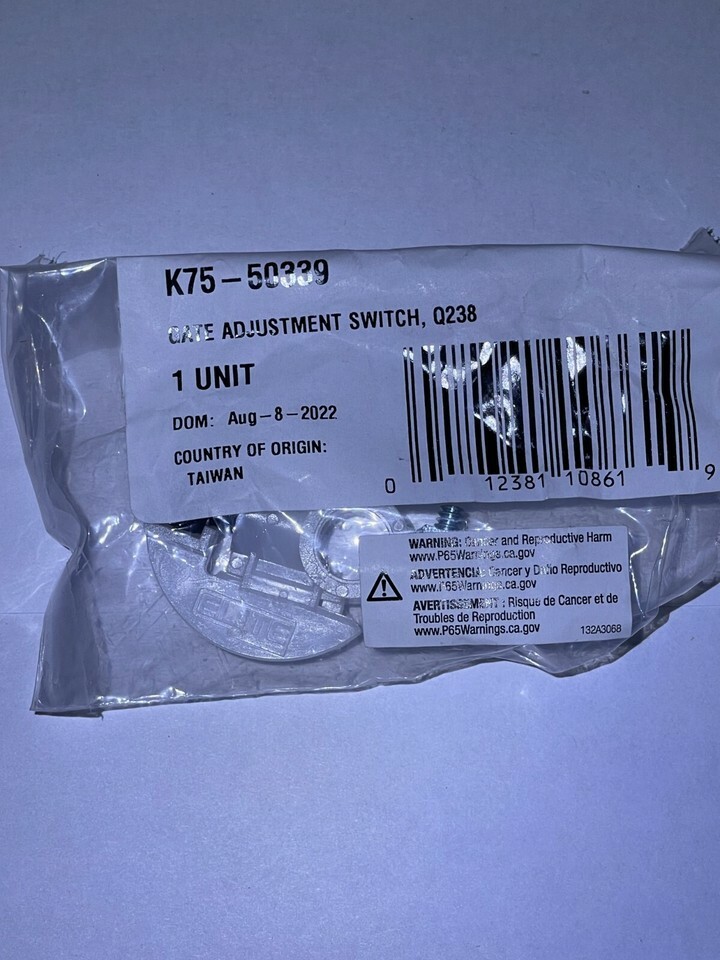 K75-50339
GATE ADJUSTMENT SWITCH, Q238
1 UNIT
DOM: Aug-8-2022
COUNTRY OF ORIGIN:
TAIWAN
0 12381 10861 9
WARNING: Cancer and Reproductive Harm
www.P65Warnings.ca.gov
ADVERTENCIA: Cancer y Daño Reproductivo
www.P65Warnings.ca.gov
AVERTISSEMENT : Risque de Cancer et de
Troubles de Reproduction
www.P65Warnings.ca.gov
132A3068